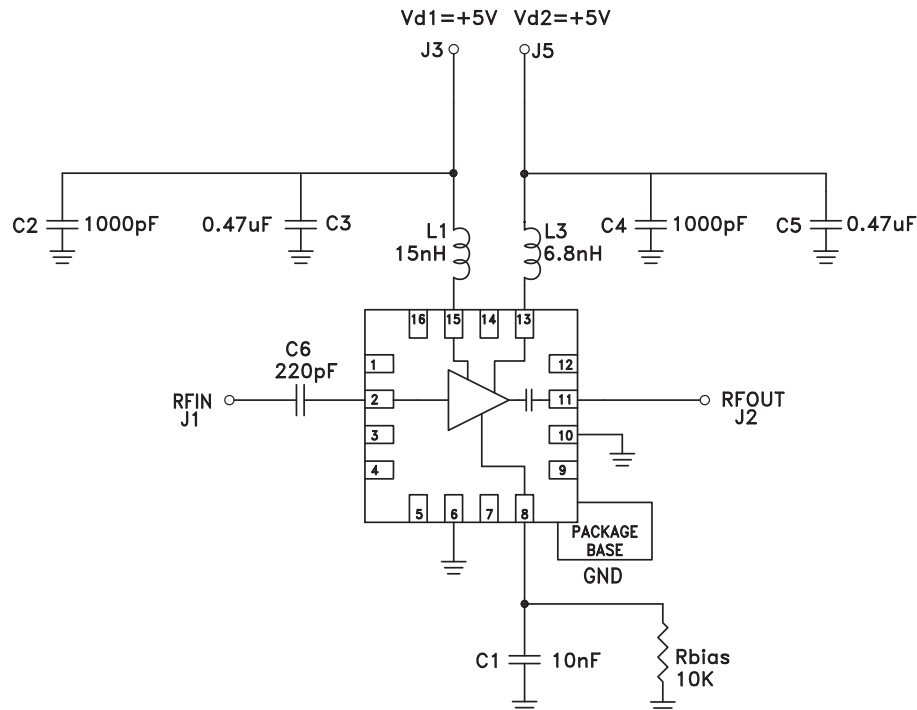 Vd1=+5V Vd2=+5V
J3 J5
C2 1000pF 0.47uF C3 L1 15nH L3 6.8nH C4 1000pF C5 0.47uF
16 15 14 13
C6
220pF
1 12
RFIN
J1
2 11
RFOUT
J2
3 10
4 9
5 6 7 8
PACKAGE
BASE
GND
C1 10nF
Rbias
10K